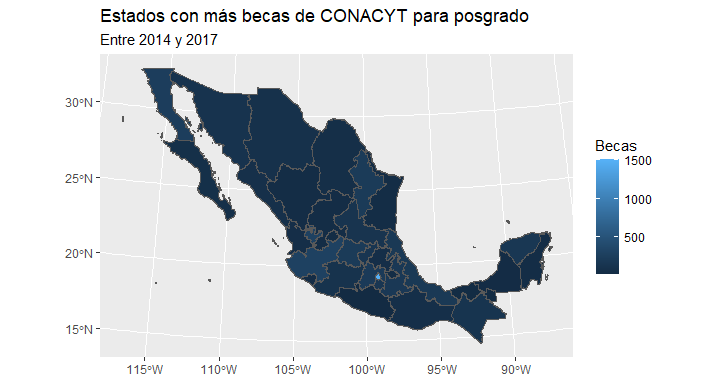 Estados con más becas de CONACYT para posgrado
Entre 2014 y 2017
30°N
25°N
20°N
15°N
115°W
110°W
105°W
100°W
95°W
90°W
Becas
1500
1000
500